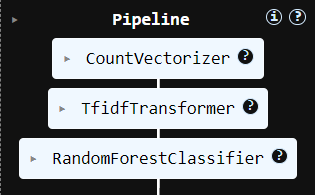 Pipeline i ?
CountVectorizer ?
TfidfTransformer ?
RandomForestClassifier ?